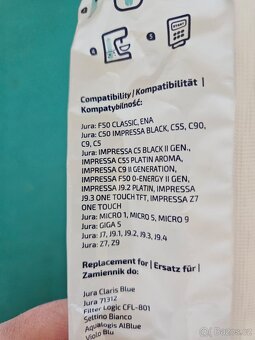 5
Compatibility/ Kompatibilität |
Kompatybilność:
Jura: F50 CLASSIC, ENA
Jura: C50 IMPRESSA BLACK, C55, C90,
C9, C5
Jura: IMPRESSA C5 BLACK II GEN.,
IMPRESSA C55 PLATIN AROMA,
IMPRESSA C9 II GENERATION,
IMPRESSA F50 O-ENERGY II GEN,
IMPRESSA J9.2 PLATIN, IMPRESSA
J9.3 ONE TOUCH TFT, IMPRESSA Z7
ONE TOUCH
Jura: MICRO 1, MICRO 5, MICRO 9
Jura: GIGA 5
Jura: J7, J9.1, J9.2, J9.3, J9.4
Jura: Z7, Z9
Replacement for | Ersatz für |
Zamiennik do:
Jura Claris Blue
Jura 71312
Filter Logic CFL-801
Seltino Bianco
Aqualogis AlBlue
Violo Blu